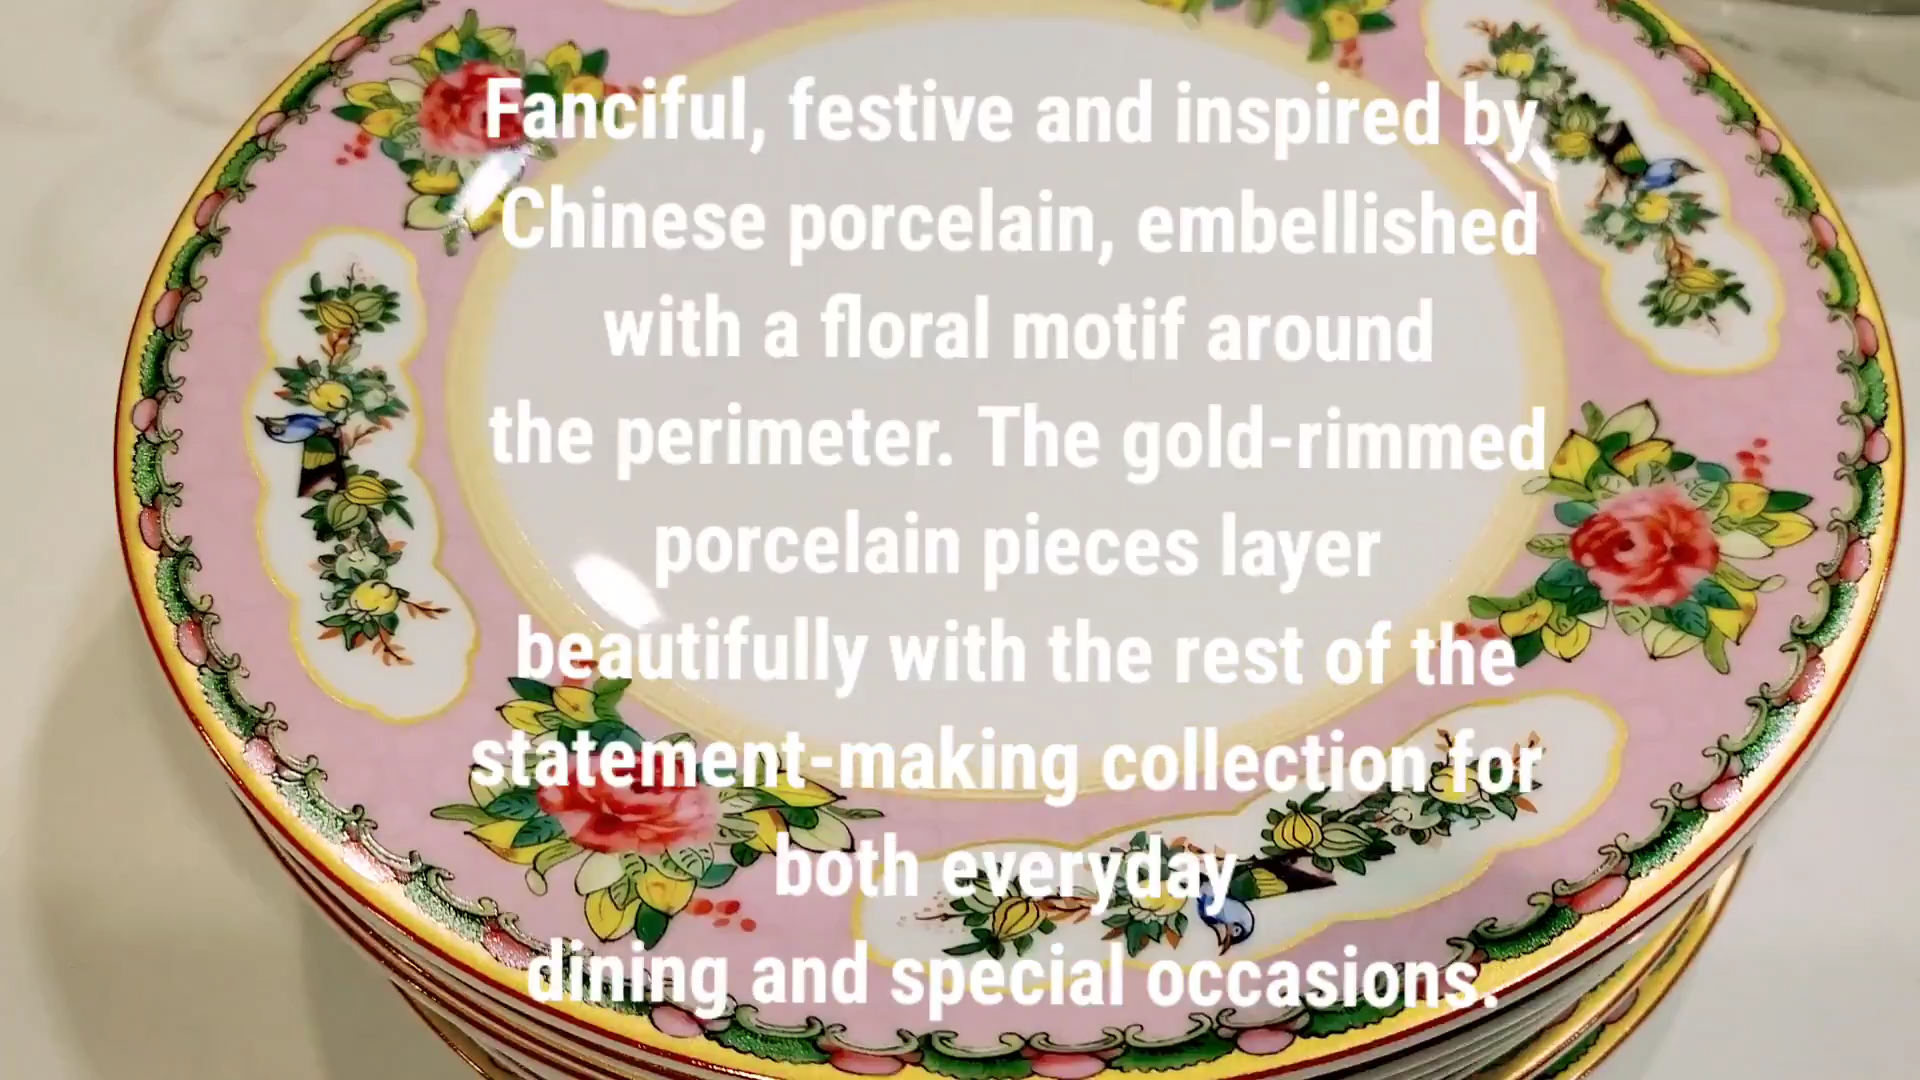 Fanciful, festive and inspired by
Chinese porcelain, embellished
with a floral motif around
the perimeter. The gold-rimmed
porcelain pieces layer
beautifully with the rest of the
statement-making collection for
both everyday
dining and special occasions.